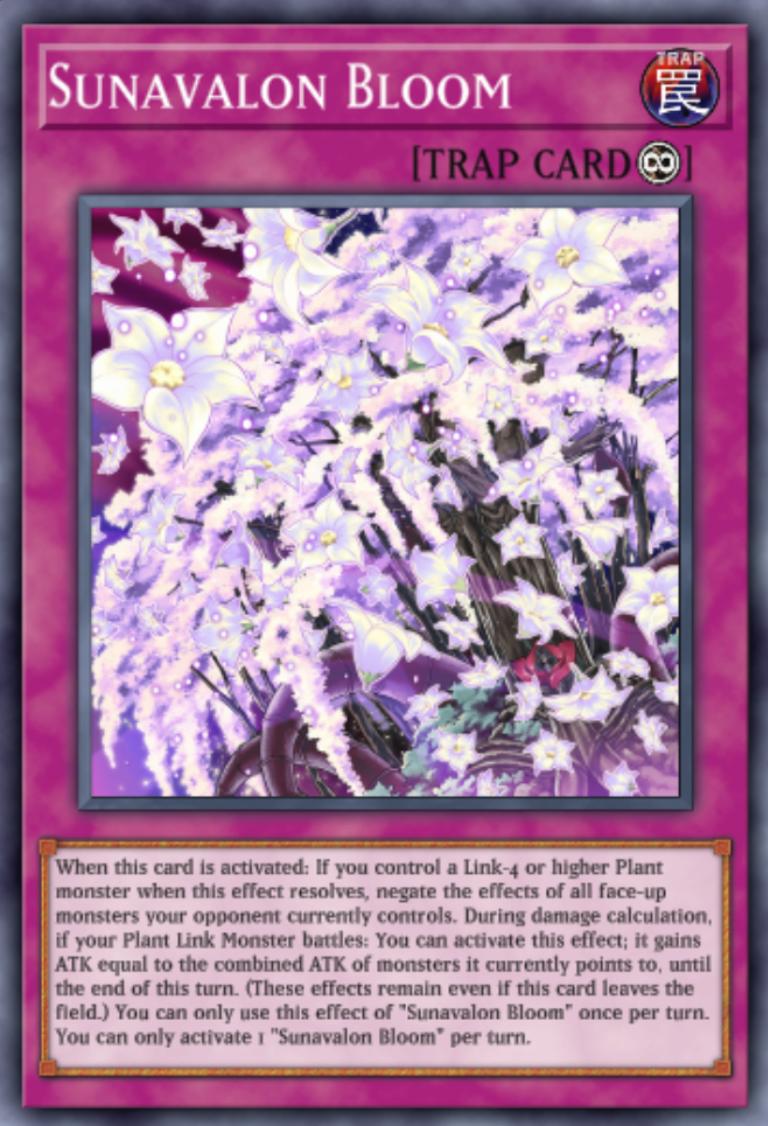 Sunavalon Bloom
TRAP
罠
[TRAP CARD]
When this card is activated: If you control a Link-4 or higher Plant
monster when this effect resolves, negate the effects of all face-up
monsters your opponent currently controls. During damage calculation,
if your Plant Link Monster battles: You can activate this effect; it gains
ATK equal to the combined ATK of monsters it currently points to, until
the end of this turn. (These effects remain even if this card leaves the
field.) You can only use this effect of "Sunavalon Bloom" once per turn.
You can only activate 1 "Sunavalon Bloom" per turn.